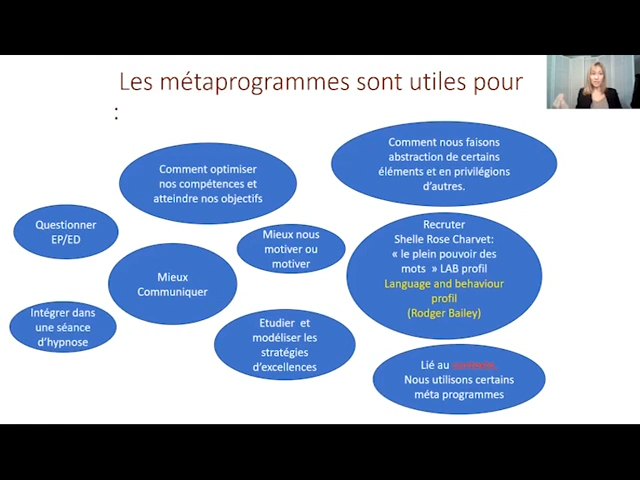 Les métaprogrammes sont utiles pour
:
Comment optimiser
nos compétences et
atteindre nos objectifs
Comment nous faisons
abstraction de certains
éléments et en privilégions
d'autres.
Questionner
EP/ED
Mieux nous
motiver ou
motiver
Recruter
Shelle Rose Charvet:
« le plein pouvoir des
mots » LAB profil
Language and behaviour
profil
(Rodger Bailey)
Mieux
Communiquer
Intégrer dans
une séance
d'hypnose
Etudier et
modéliser les
stratégies
d'excellences
Lié au
Nous utilisons certains
méta programmes